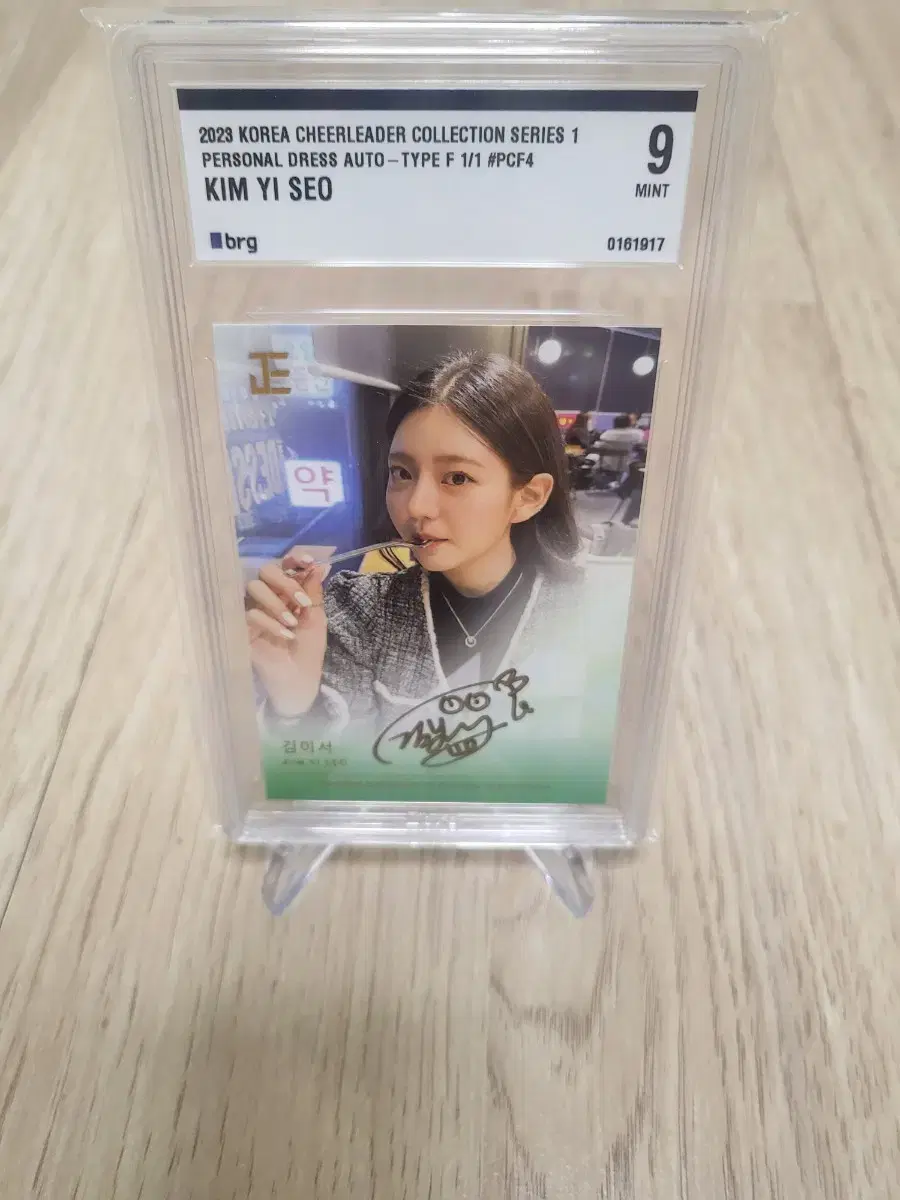 2023 KOREA CHEERLEADER COLLECTION SERIES 1
PERSONAL DRESS AUTO – TYPE F 1/1 #PCF4
KIM YI SEO
9
MINT
brg
0161917
약
김이서
KIM YI SEO